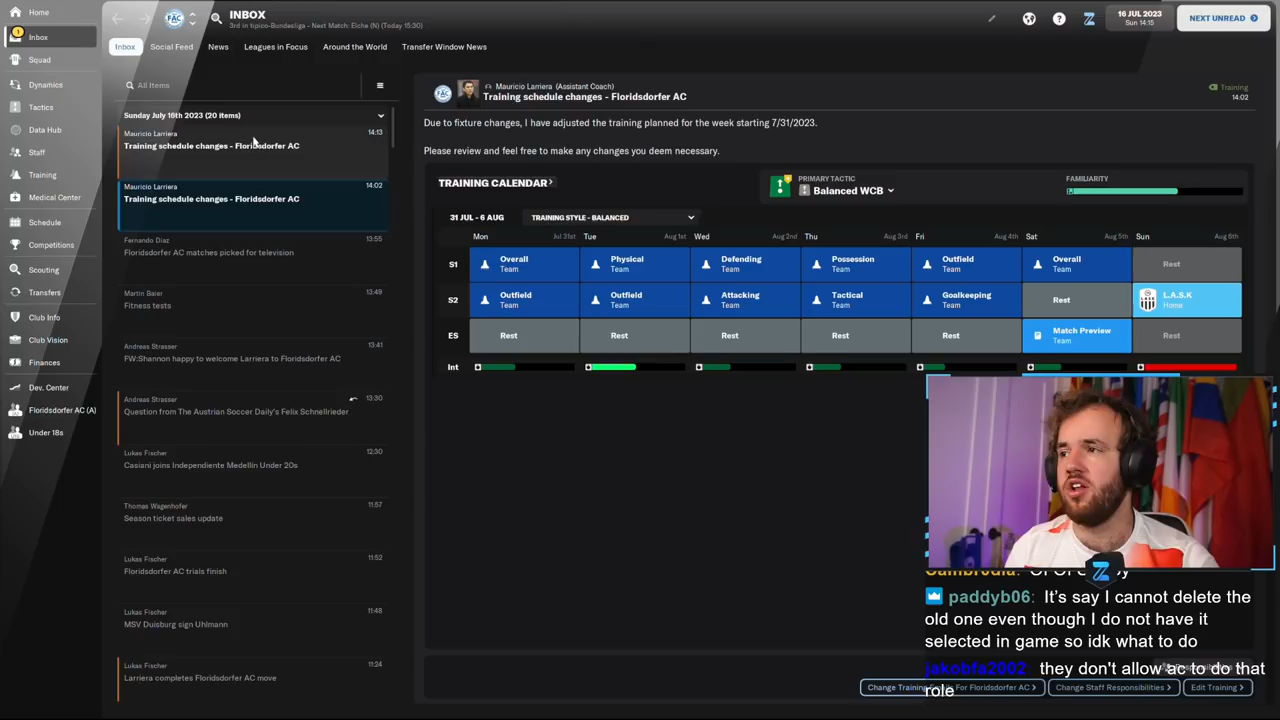 Home
Inbox
Squad
Dynamics
Tactics
Data Hub
Staff
Training
Medical Center
Schedule
Competitions
Scouting
Transfers
Club Info
Club Vision
Finances
Dev. Center
Floridsdorfer AC (A)
Under 18s
1
FAC
INBOX
3rd in tipico-Bundesliga - Next Match: Elche (N) (Today 15:30)
16 JUL 2023
Sun 14:15
NEXT UNREAD
Inbox
Social Feed
News
Leagues in Focus
Around the World
Transfer Window News
All Items
Sunday July 16th 2023 (20 items)
Mauricio Larriera 14:13
Training schedule changes - Floridsdorfer AC
Mauricio Larriera 14:02
Training schedule changes - Floridsdorfer AC
Fernando Diaz 13:55
Floridsdorfer AC matches picked for television
Martin Baier 13:49
Fitness tests
Andreas Strasser 13:41
FW:Shannon happy to welcome Larriera to Floridsdorfer AC
Andreas Strasser 13:30
Question from The Austrian Soccer Daily's Felix Schnellrieder
Lukas Fischer 12:30
Casiani joins Independiente Medellín Under 20s
Thomas Wagenhofer 11:57
Season ticket sales update
Lukas Fischer 11:52
Floridsdorfer AC trials finish
Lukas Fischer 11:48
MSV Duisburg sign Uhlmann
Lukas Fischer 11:24
Larriera completes Floridsdorfer AC move
FAC
Mauricio Larriera (Assistant Coach)
Training schedule changes - Floridsdorfer AC
Training
14:02
Due to fixture changes, I have adjusted the training planned for the week starting 7/31/2023.
Please review and feel free to make any changes you deem necessary.
TRAINING CALENDAR
PRIMARY TACTIC
Balanced WCB
FAMILIARITY
31 JUL - 6 AUG
TRAINING STYLE - BALANCED
Mon Jul 31st Tue Aug 1st Wed Aug 2nd Thu Aug 3rd Fri Aug 4th Sat Aug 5th Sun Aug 6th
S1 Overall Physical Defending Possession Outfield Overall Rest
Team Team Team Team Team Team
S2 Outfield Outfield Attacking Tactical Goalkeeping Rest L.A.S.K
Team Team Team Team Team Home
ES Rest Rest Rest Rest Rest Match Preview Rest
Team
Int
paddyb06: It's say I cannot delete the
old one even though I do not have it
selected in game so idk what to do
jakobfa2002 they don't allow ac to do that
role
Change Training
For Floridsdorfer AC
Change Staff Responsibilities
Edit Training